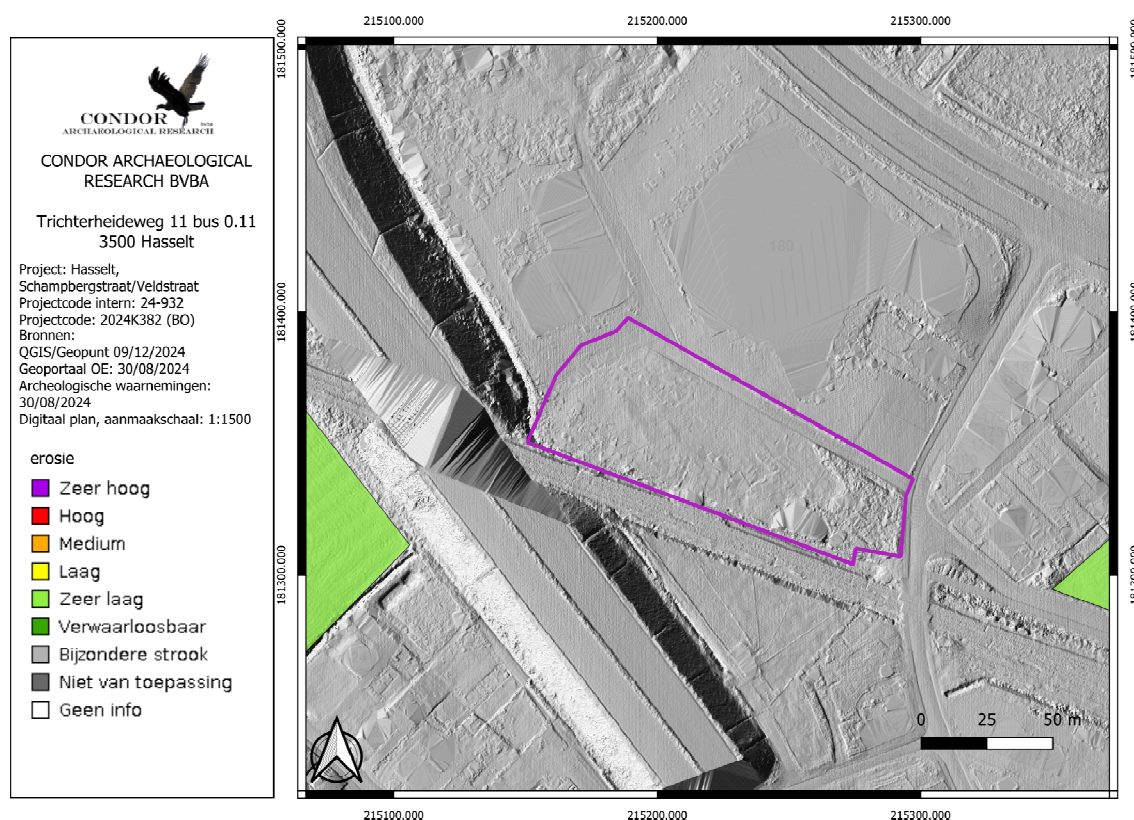 215100.000 215200.000 215300.000
181500.000
CONDOR
bvba
ARCHAEOLOGICAL RESEARCH
CONDOR ARCHAEOLOGICAL
RESEARCH BVBA
Trichterheideweg 11 bus 0.11
3500 Hasselt
Project: Hasselt,
Schampbergstraat/Veldstraat
Projectcode intern: 24-932
Projectcode: 2024K382 (BO)
Bronnen:
QGIS/Geopunt 09/12/2024
Geoportaal OE: 30/08/2024
Archeologische waarnemingen:
30/08/2024
Digitaal plan, aanmaakschaal: 1:1500
erosie
Zeer hoog
Hoog
Medium
Laag
Zeer laag
Verwaarloosbaar
Bijzondere strook
Niet van toepassing
Geen info
181400.000
181300.000
180
0 25 50 m
215100.000 215200.000 215300.000